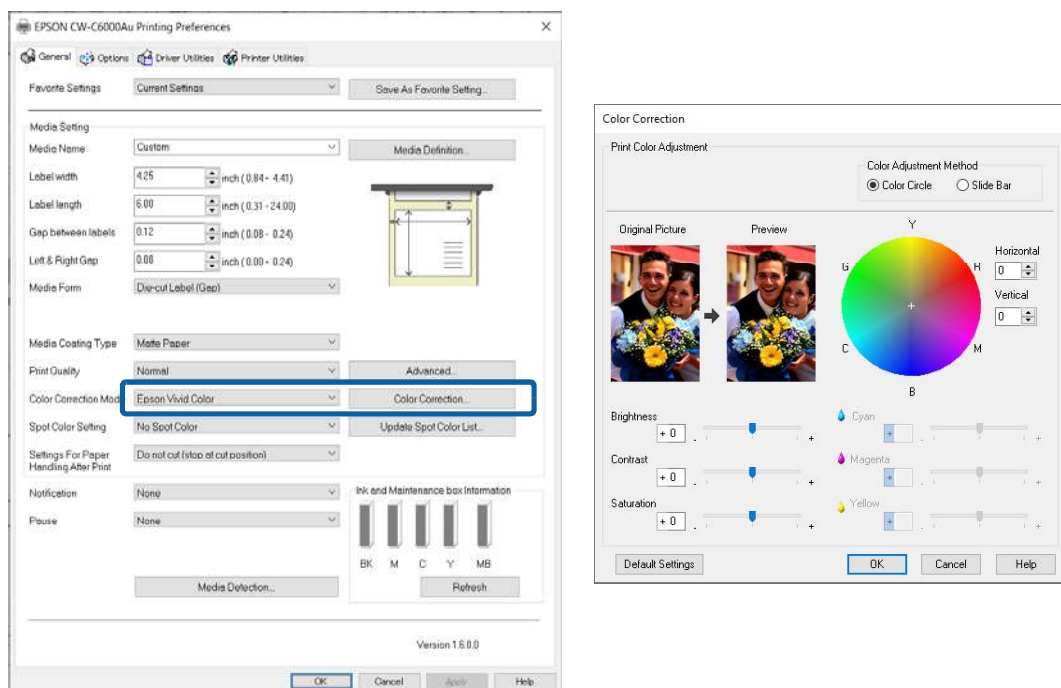 EPSON CW-C6000Au Printing Preferences
General Options Driver Utilities Printer Utilities
Favorite Settings Current Settings Save As Favorite Setting...
Media Setting
Media Name Custom Media Definition...
Label width 4.25 inch ( 0.84 - 4.41)
Label length 6.00 inch ( 0.31 - 24.00)
Gap between labels 0.12 inch ( 0.08 - 0.24)
Left & Right Gap 0.08 inch ( 0.00 - 0.24)
Media Form Die-cut Label (Gap)
Media Coating Type Matte Paper
Print Quality Normal Advanced...
Color Correction Mod Epson Vivid Color Color Correction...
Spot Color Setting No Spot Color Update Spot Color List...
Settings For Paper Handling After Print Do not cut (stop at cut position)
Notification None
Pause None
Ink and Maintenance box Information
BK M C Y MB
Media Detection... Refresh
Version 1.6.0.0
OK Cancel Apply Help
Color Correction
Print Color Adjustment
Color Adjustment Method
Color Circle Slide Bar
Original Picture Preview
Y
G R
C M
B
Horizontal
0
Vertical
0
Brightness
+ 0 - +
Contrast
+ 0 - +
Saturation
+ 0 - +
Cyan
+ - +
Magenta
+ - +
Yellow
+ - +
Default Settings OK Cancel Help